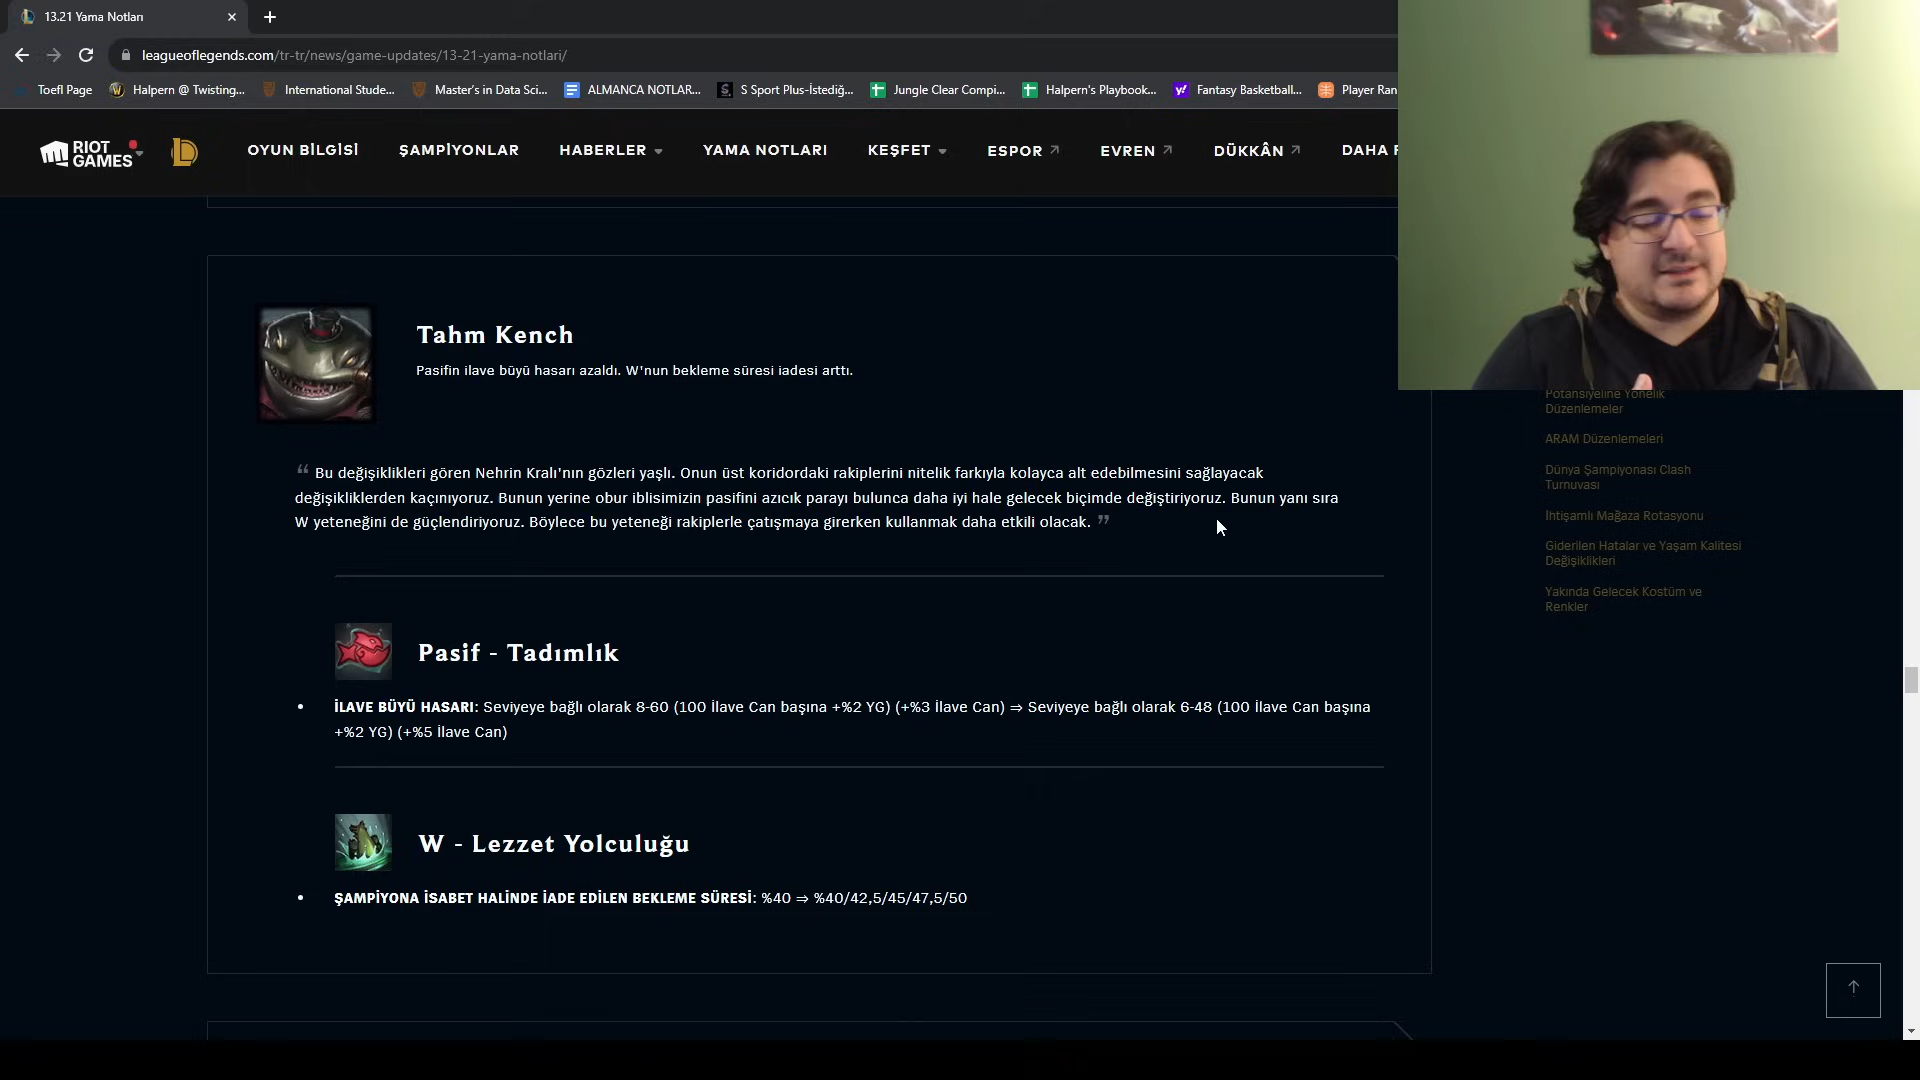 13.21 Yama Notları
leagueoflegends.com/tr-tr/news/game-updates/13-21-yama-notlari/
Toefl Page
Halpern @ Twisting...
International Stude...
Master's in Data Sci...
ALMANCA NOTLAR...
S Sport Plus-İstediğ...
Jungle Clear Compi...
Halpern's Playbook...
Fantasy Basketball...
Player Ran
RIOT
GAMES
OYUN BİLGİSİ
ŞAMPİYONLAR
HABERLER
YAMA NOTLARI
KEŞFET
ESPOR
EVREN
DÜKKÂN
DAHA F
Tahm Kench
Pasifin ilave büyü hasarı azaldı. W'nun bekleme süresi iadesi arttı.
“ Bu değişiklikleri gören Nehrin Kralı'nın gözleri yaşlı. Onun üst koridordaki rakiplerini nitelik farkıyla kolayca alt edebilmesini sağlayacak
değişikliklerden kaçınıyoruz. Bunun yerine obur iblisimizin pasifini azıcık parayı bulunca daha iyi hale gelecek biçimde değiştiriyoruz. Bunun yanı sıra
W yeteneğini de güçlendiriyoruz. Böylece bu yeteneği rakiplerle çatışmaya girerken kullanmak daha etkili olacak. ”
Pasif - Tadımlık
• İLAVE BÜYÜ HASARI: Seviyeye bağlı olarak 8-60 (100 İlave Can başına +%2 YG) (+%3 İlave Can) ⇒ Seviyeye bağlı olarak 6-48 (100 İlave Can başına
+%2 YG) (+%5 İlave Can)
W - Lezzet Yolculuğu
• ŞAMPİYONA İSABET HALİNDE İADE EDİLEN BEKLEME SÜRESİ: %40 ⇒ %40/42,5/45/47,5/50
Potansiyeline Yönelik
Düzenlemeler
ARAM Düzenlemeleri
Dünya Şampiyonası Clash
Turnuvası
İhtişamlı Mağaza Rotasyonu
Giderilen Hatalar ve Yaşam Kalitesi
Değişiklikleri
Yakında Gelecek Kostüm ve
Renkler